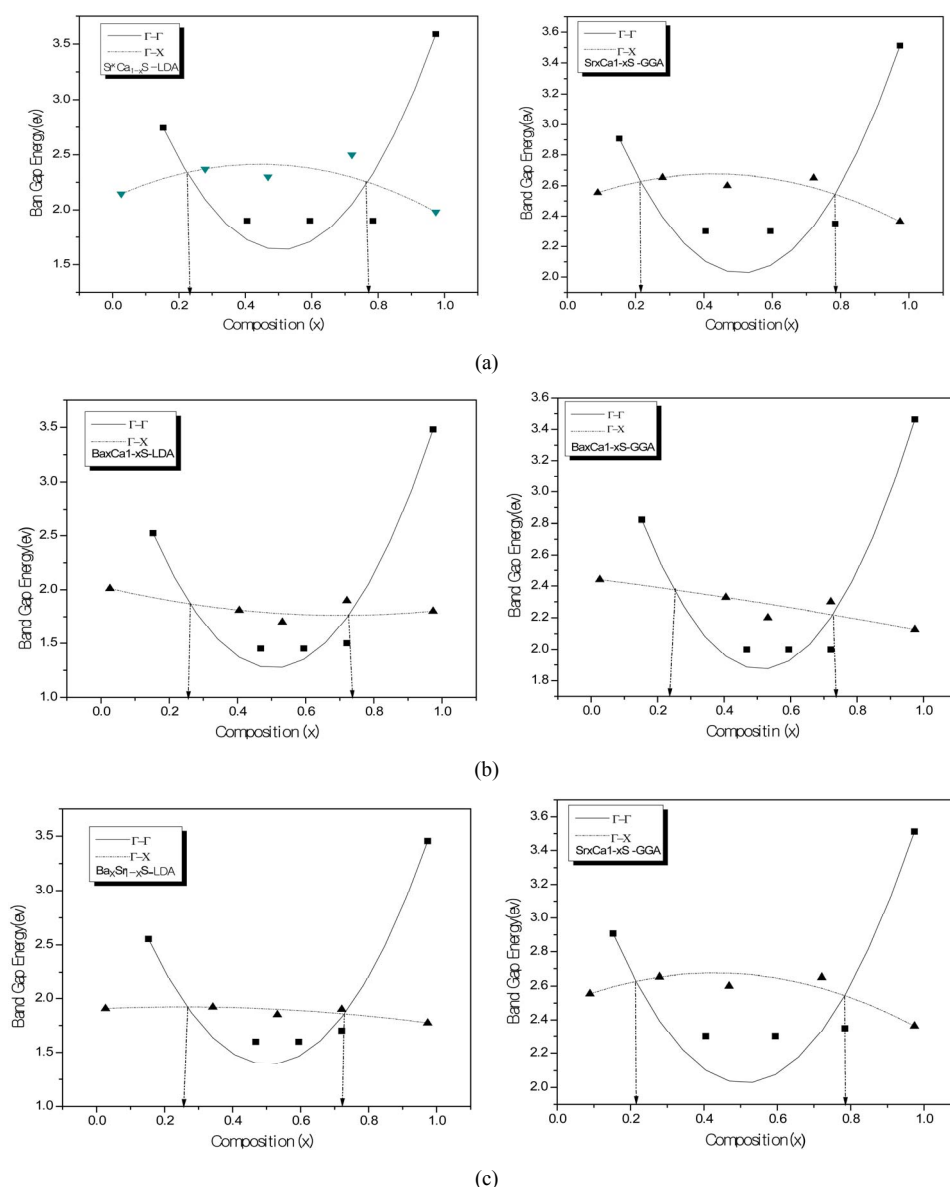 Γ–Γ
Γ–X
SrˣCa₁₋ₓS –LDA
3.5
3.0
2.5
2.0
1.5
Ban Gap Energy(ev)
0.0 0.2 0.4 0.6 0.8 1.0
Composition (x)
Γ–Γ
Γ–X
SrxCa1-xS -GGA
3.6
3.4
3.2
3.0
2.8
2.6
2.4
2.2
2.0
Band Gap Energy(ev)
0.0 0.2 0.4 0.6 0.8 1.0
Composition(x)
(a)
Γ–Γ
Γ–X
BaxCa1-xS-LDA
3.5
3.0
2.5
2.0
1.5
1.0
Band Gap Energy(ev)
0.0 0.2 0.4 0.6 0.8 1.0
Composition (x)
Γ–Γ
Γ–X
BaxCa1-xS-GGA
3.6
3.4
3.2
3.0
2.8
2.6
2.4
2.2
2.0
1.8
Band Gap Energy(ev)
0.0 0.2 0.4 0.6 0.8 1.0
Compositin (x)
(b)
Γ–Γ
Γ–X
BaₓSr₁₋ₓS–LDA
3.5
3.0
2.5
2.0
1.5
1.0
Band Gap Energy(ev)
0.0 0.2 0.4 0.6 0.8 1.0
Composition (x)
Γ–Γ
Γ–X
SrxCa1-xS -GGA
3.6
3.4
3.2
3.0
2.8
2.6
2.4
2.2
2.0
Band Gap Energy(ev)
0.0 0.2 0.4 0.6 0.8 1.0
Composition (x)
(c)